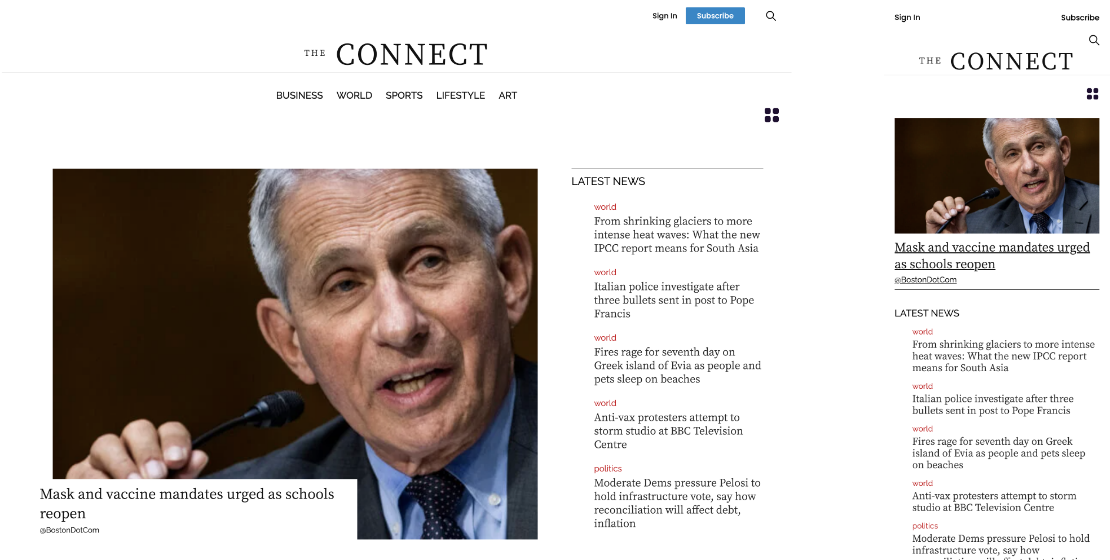 Sign In
Subscribe
THE CONNECT
BUSINESS WORLD SPORTS LIFESTYLE ART
Mask and vaccine mandates urged as schools
reopen
@BostonDotCom
LATEST NEWS
world
From shrinking glaciers to more
intense heat waves: What the new
IPCC report means for South Asia
world
Italian police investigate after
three bullets sent in post to Pope
Francis
world
Fires rage for seventh day on
Greek island of Evia as people and
pets sleep on beaches
world
Anti-vax protesters attempt to
storm studio at BBC Television
Centre
politics
Moderate Dems pressure Pelosi to
hold infrastructure vote, say how
reconciliation will affect debt,
inflation
Sign In
Subscribe
THE CONNECT
Mask and vaccine mandates urged
as schools reopen
@BostonDotCom
LATEST NEWS
world
From shrinking glaciers to more intense
heat waves: What the new IPCC report
means for South Asia
world
Italian police investigate after three
bullets sent in post to Pope Francis
world
Fires rage for seventh day on Greek
island of Evia as people and pets sleep
on beaches
world
Anti-vax protesters attempt to storm
studio at BBC Television Centre
politics
Moderate Dems pressure Pelosi to hold
infrastructure vote, say how